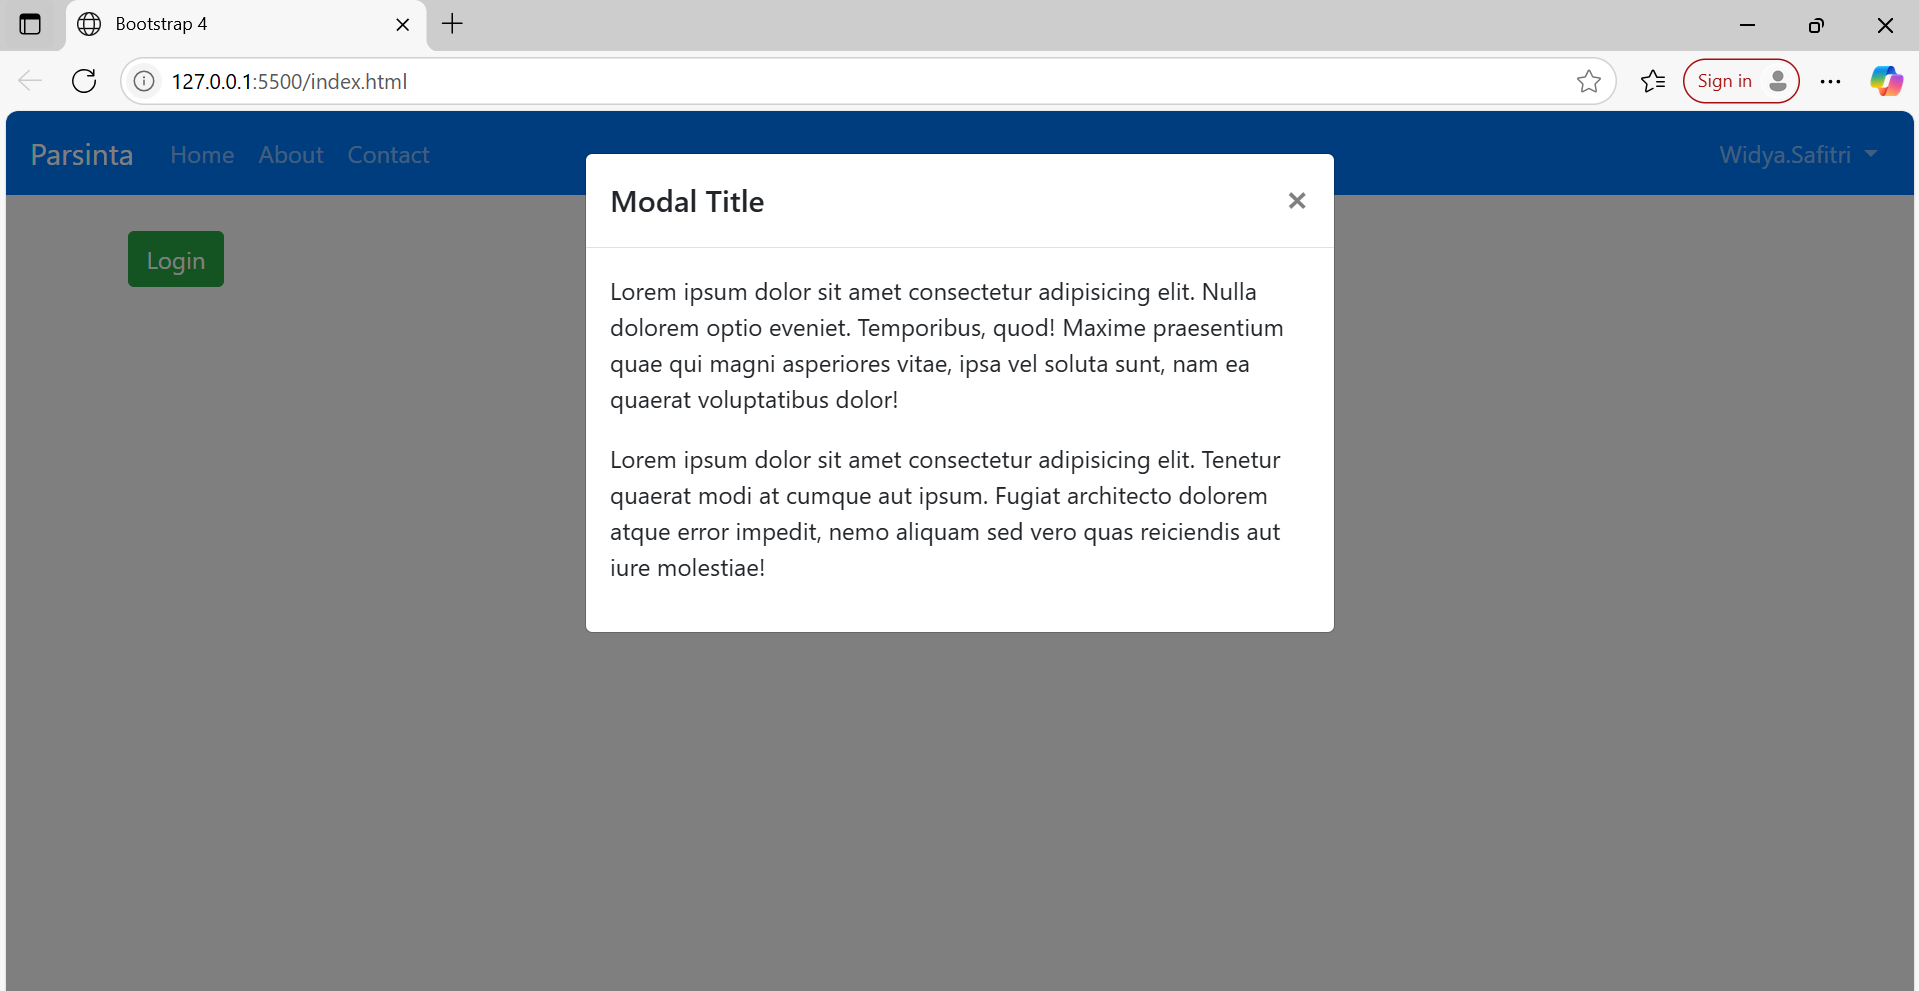 Bootstrap 4
127.0.0.1:5500/index.html
Sign in
Parsinta Home About Contact Widya.Safitri
Login
Modal Title
Lorem ipsum dolor sit amet consectetur adipisicing elit. Nulla
dolorem optio eveniet. Temporibus, quod! Maxime praesentium
quae qui magni asperiores vitae, ipsa vel soluta sunt, nam ea
quaerat voluptatibus dolor!
Lorem ipsum dolor sit amet consectetur adipisicing elit. Tenetur
quaerat modi at cumque aut ipsum. Fugiat architecto dolorem
atque error impedit, nemo aliquam sed vero quas reiciendis aut
iure molestiae!